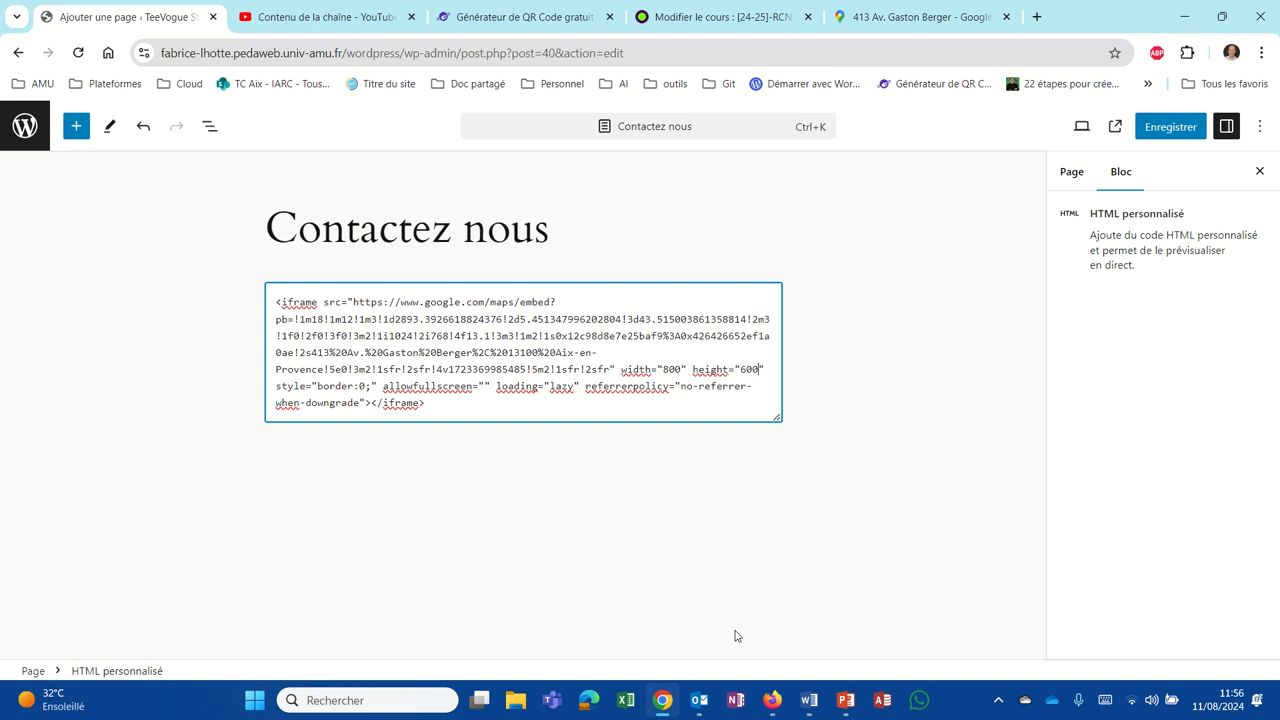 Ajouter une page ‹ TeeVogue S
Contenu de la chaîne - YouTube
Générateur de QR Code gratuit
Modifier le cours : [24-25]-RCN
413 Av. Gaston Berger - Google
fabrice-lhotte.pedaweb.univ-amu.fr/wordpress/wp-admin/post.php?post=40&action=edit
ABP
AMU
Plateformes
Cloud
TC Aix - IARC - Tous...
Titre du site
Doc partagé
Personnel
AI
outils
Git
Démarrer avec Wor...
Générateur de QR C...
22 étapes pour crée...
»
Tous les favoris
Contactez nous
Ctrl+K
Enregistrer
Page
Bloc
HTML
HTML personnalisé
Ajoute du code HTML personnalisé
et permet de le prévisualiser
en direct.
Contactez nous
<iframe src="https://www.google.com/maps/embed?
pb=!1m18!1m12!1m3!1d2893.3926618824376!2d5.451347996202804!3d43.515003861358814!2m3
!1f0!2f0!3f0!3m2!1i1024!2i768!4f13.1!3m3!1m2!1s0x12c98d8e7e25baf9%3A0x426426652ef1a
0ae!2s413%20Av.%20Gaston%20Berger%2C%2013100%20Aix-en-
Provence!5e0!3m2!1sfr!2sfr!4v1723369985485!5m2!1sfr!2sfr" width="800" height="600"
style="border:0;" allowfullscreen="" loading="lazy" referrerpolicy="no-referrer-
when-downgrade"></iframe>
Page
HTML personnalisé
32°C
Ensoleillé
Rechercher
11:56
11/08/2024